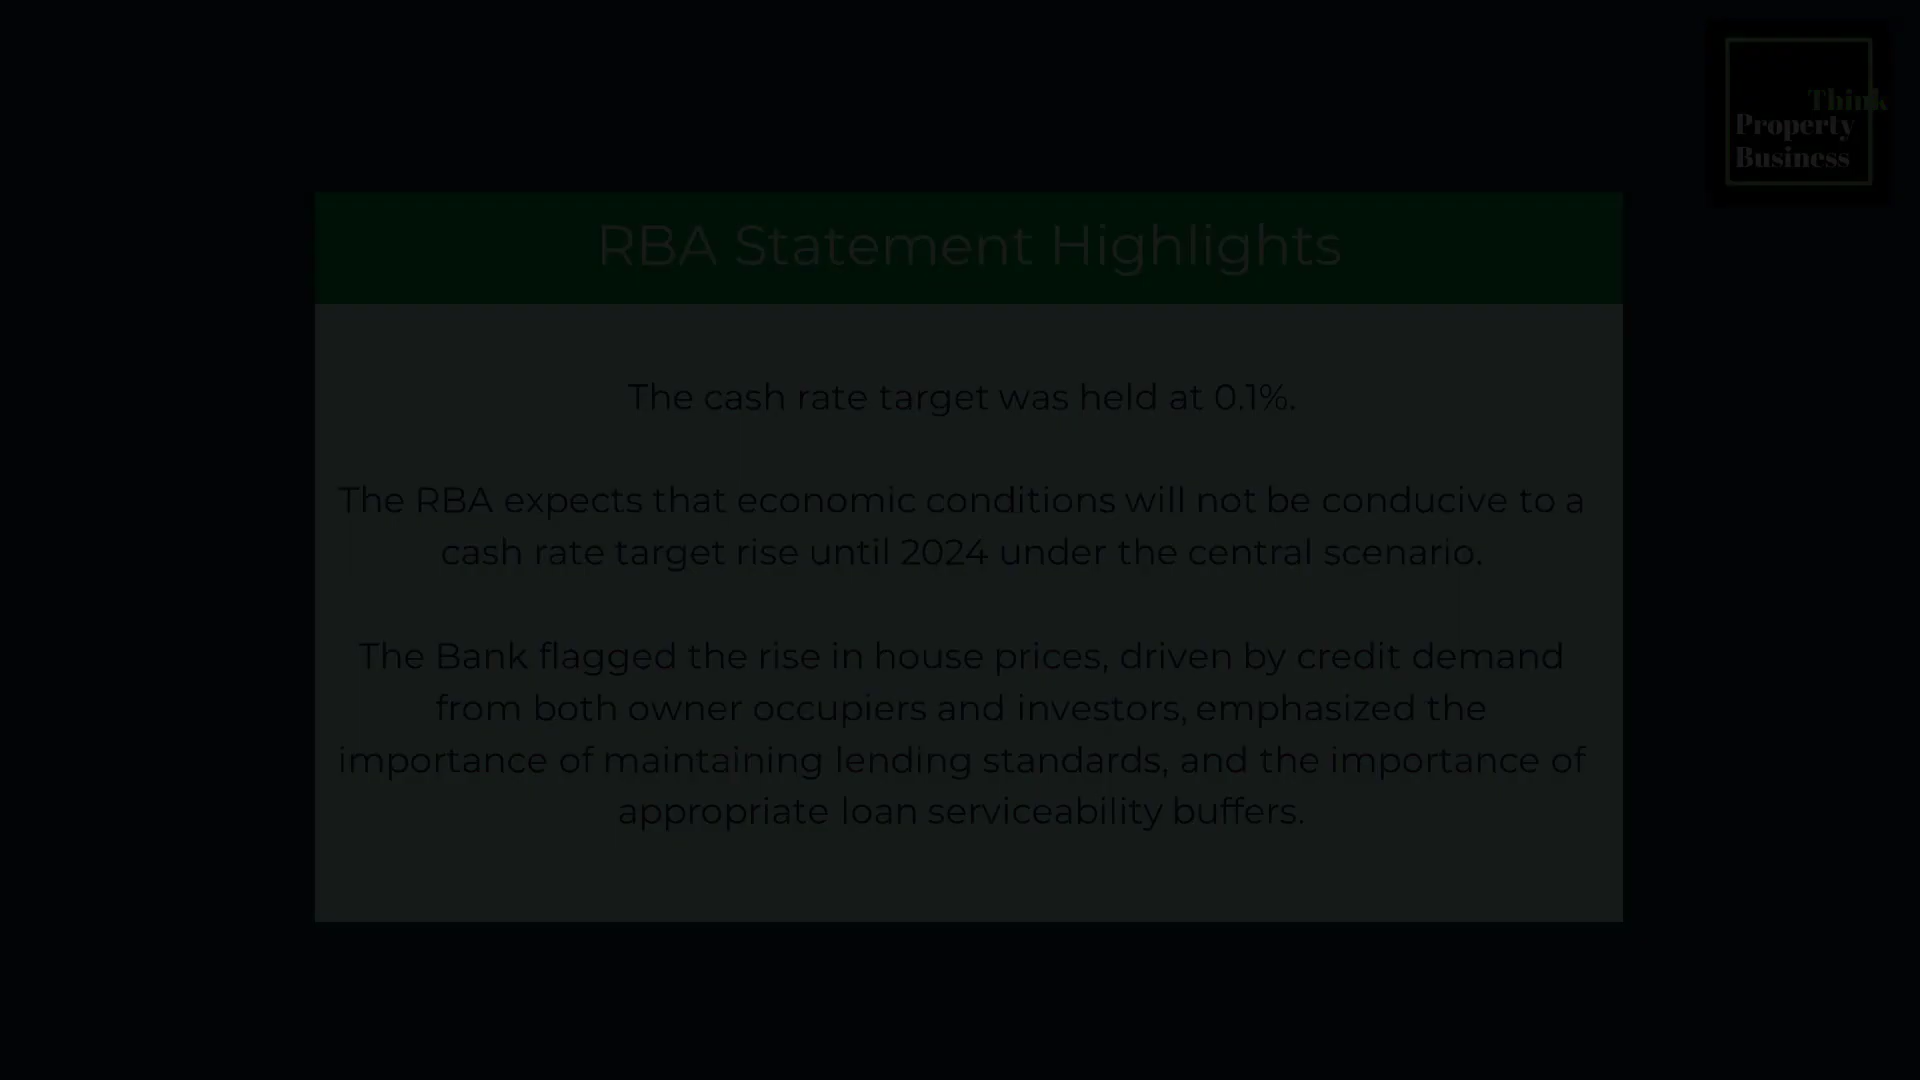 Think
Property
Business
RBA Statement Highlights
The cash rate target was held at 0.1%.
The RBA expects that economic conditions will not be conducive to a
cash rate target rise until 2024 under the central scenario.
The Bank flagged the rise in house prices, driven by credit demand
from both owner occupiers and investors, emphasized the
importance of maintaining lending standards, and the importance of
appropriate loan serviceability buffers.